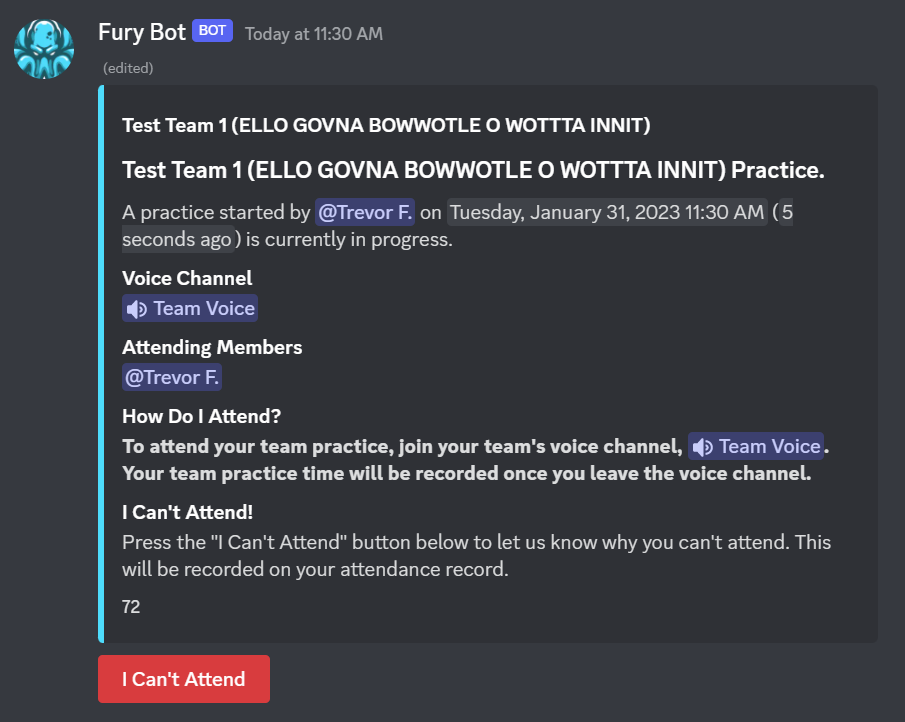 Fury Bot BOT Today at 11:30 AM
(edited)
Test Team 1 (ELLO GOVNA BOWWOTLE O WOTTTA INNIT)
Test Team 1 (ELLO GOVNA BOWWOTLE O WOTTTA INNIT) Practice.
A practice started by @Trevor F. on Tuesday, January 31, 2023 11:30 AM (5
seconds ago) is currently in progress.
Voice Channel
Team Voice
Attending Members
@Trevor F.
How Do I Attend?
To attend your team practice, join your team's voice channel, Team Voice.
Your team practice time will be recorded once you leave the voice channel.
I Can't Attend!
Press the "I Can't Attend" button below to let us know why you can't attend. This
will be recorded on your attendance record.
72
I Can't Attend